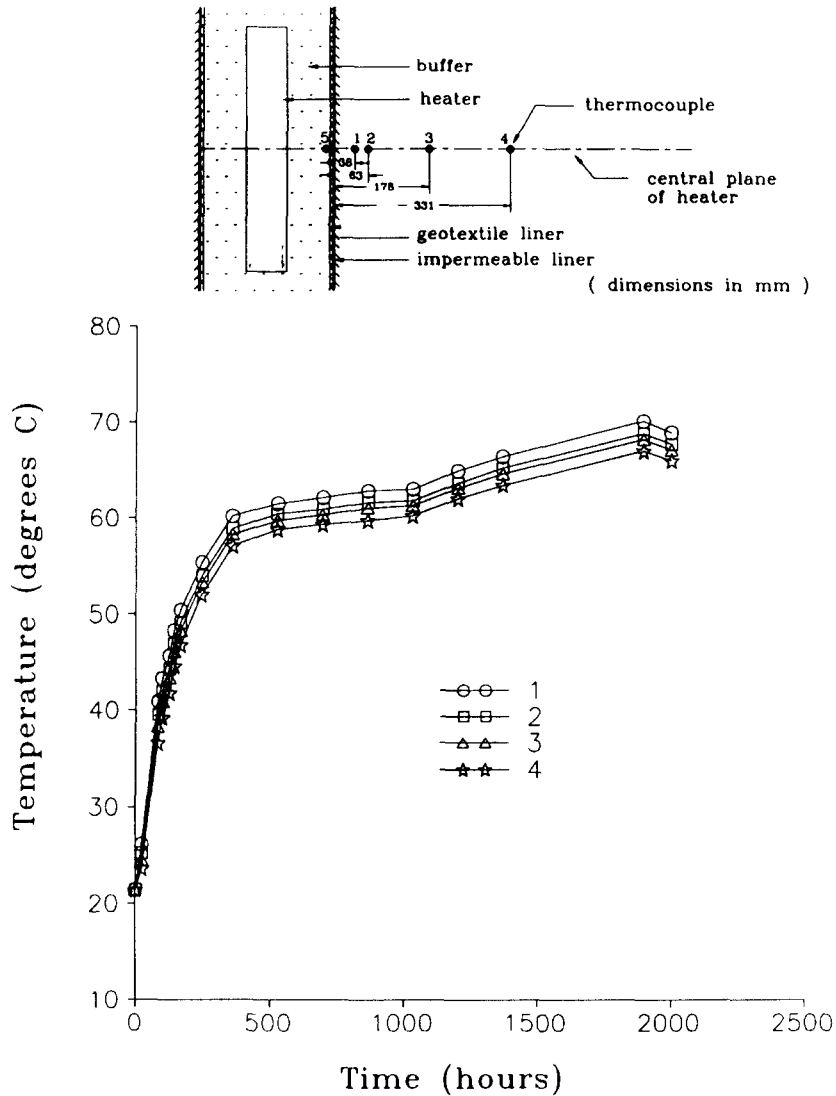 buffer
heater
thermocouple
5 1 2 3 4
38
63
178
331
central plane
of heater
geotextile liner
impermeable liner
( dimensions in mm )
80
70
60
50
40
30
20
10
Temperature (degrees C)
1
2
3
4
0 500 1000 1500 2000 2500
Time (hours)